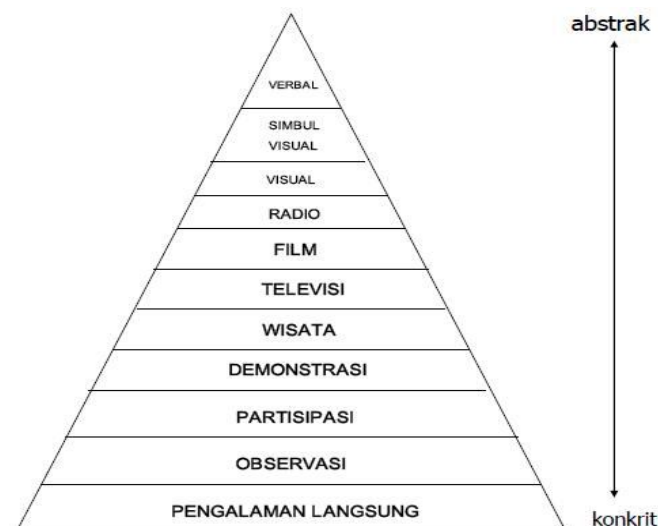 abstrak
VERBAL
SIMBUL
VISUAL
VISUAL
RADIO
FILM
TELEVISI
WISATA
DEMONSTRASI
PARTISIPASI
OBSERVASI
PENGALAMAN LANGSUNG
konkrit